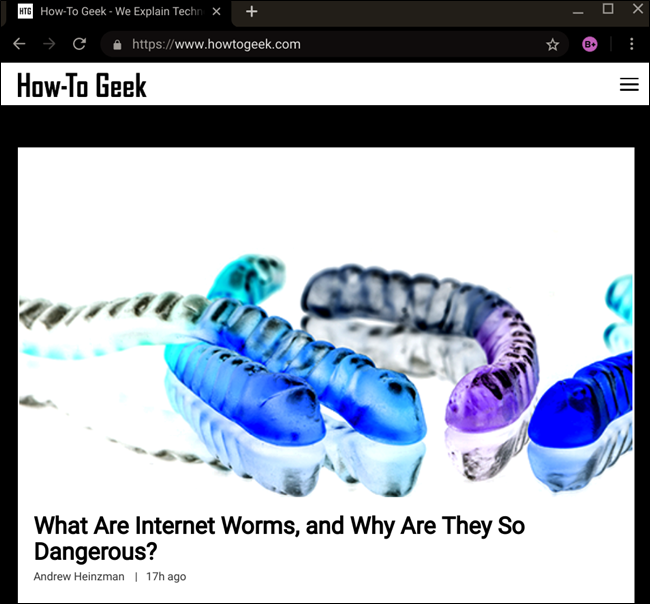 HTG How-To Geek - We Explain Techn
https://www.howtogeek.com
B+
How-To Geek
What Are Internet Worms, and Why Are They So
Dangerous?
Andrew Heinzman | 17h ago